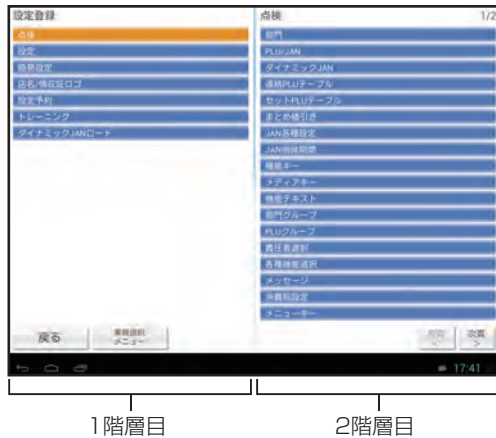 設定登録
点検
設定
簡易設定
店名/領収証ロゴ
設定予約
トレーニング
ダイナミックJANロード
戻る
業務選択
メニュー
点検 1/2
部門
PLU/JAN
ダイナミックJAN
連結PLUテーブル
セットPLUテーブル
まとめ値引き
JAN各種設定
JAN削除期間
機能キー
メディアキー
機能テキスト
部門グループ
PLUグループ
責任者選択
各種機能選択
メッセージ
消費税設定
メニューキー
前頁
<
次頁
>
17:41
1階層目
2階層目